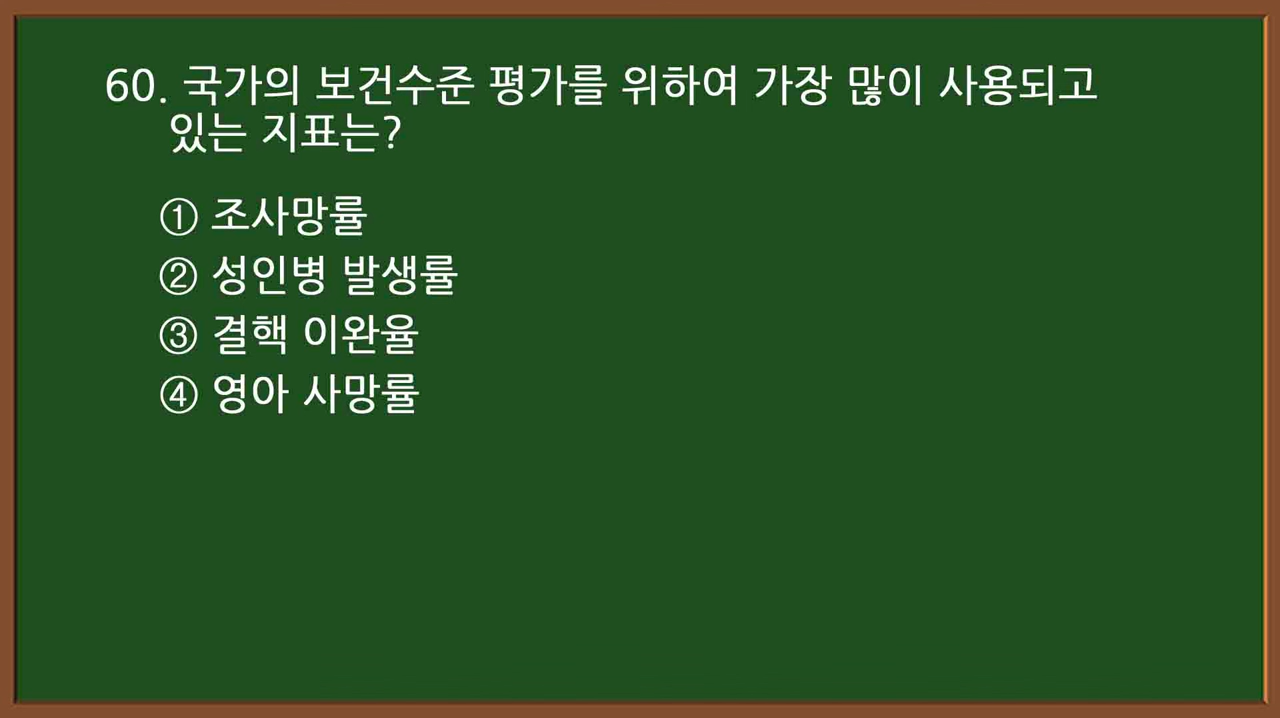 60. 국가의 보건수준 평가를 위하여 가장 많이 사용되고
있는 지표는?
① 조사망률
② 성인병 발생률
③ 결핵 이완율
④ 영아 사망률